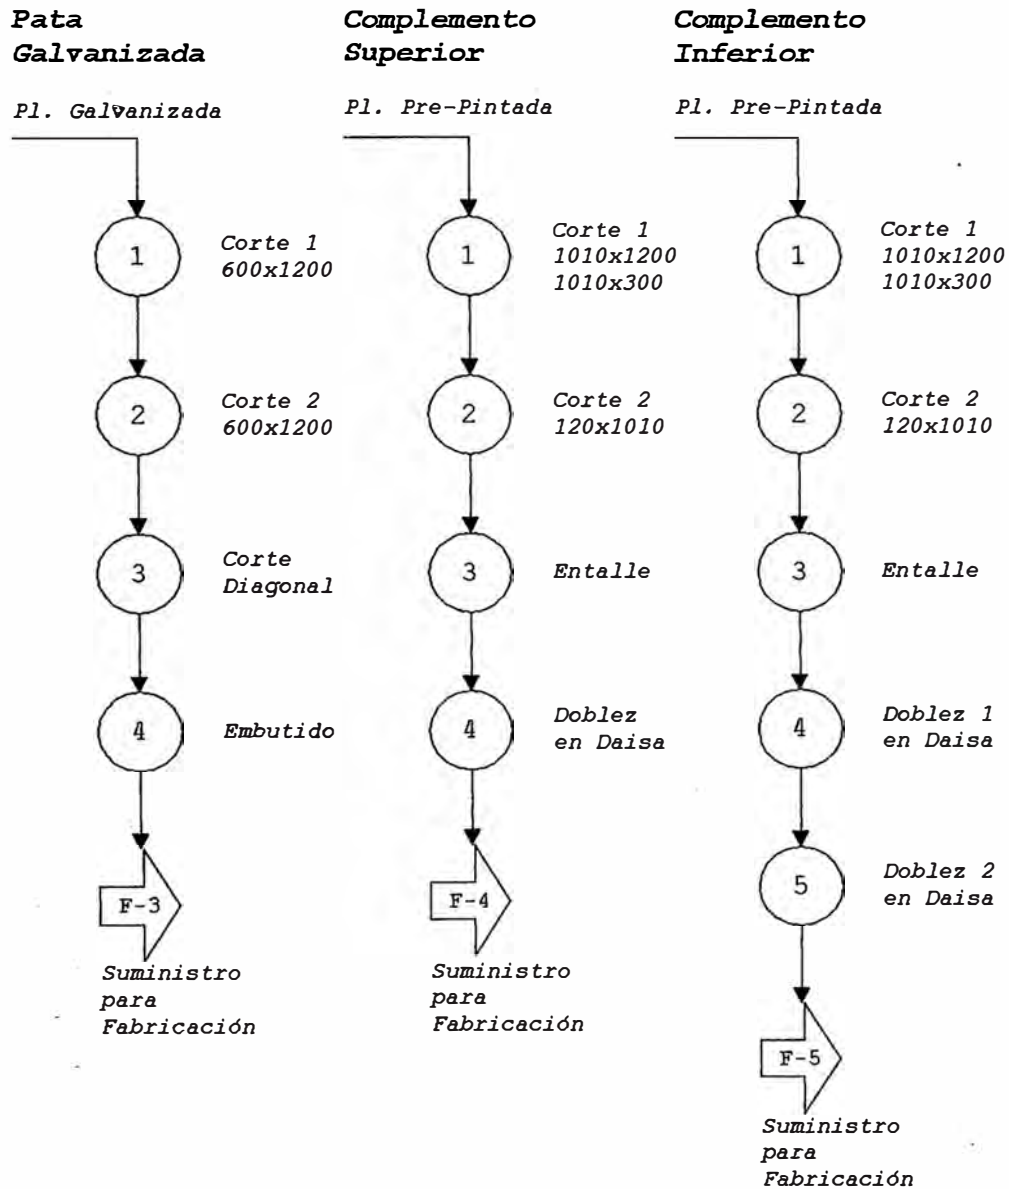 Pata
Galvanizada
Pl. Galvanizada
1
Corte 1
600x1200
2
Corte 2
600x1200
3
Corte
Diagonal
4
Embutido
F-3
Suministro
para
Fabricación
Complemento
Superior
Pl. Pre-Pintada
1
Corte 1
1010x1200
1010x300
2
Corte 2
120x1010
3
Entalle
4
Doblez
en Daisa
F-4
Suministro
para
Fabricación
Complemento
Inferior
Pl. Pre-Pintada
1
Corte 1
1010x1200
1010x300
2
Corte 2
120x1010
3
Entalle
4
Doblez 1
en Daisa
5
Doblez 2
en Daisa
F-5
Suministro
para
Fabricación